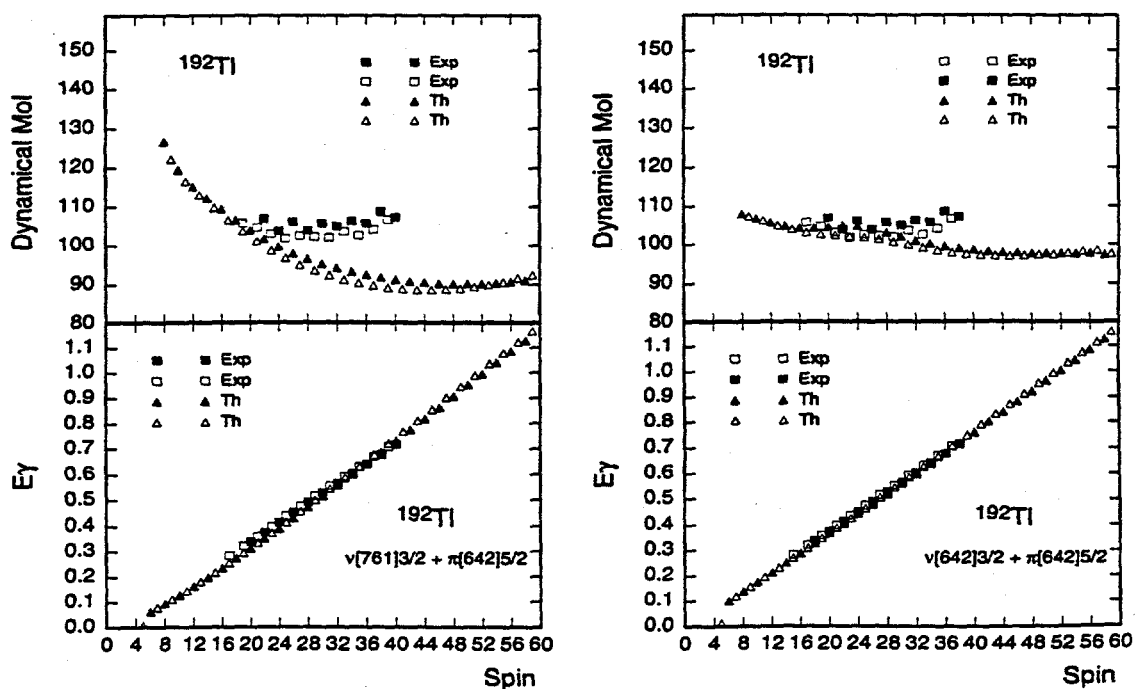 Dynamical MoI
150
140
130
120
110
100
90
80
192Tl
Exp
Exp
Th
Th
Eγ
1.1
1.0
0.9
0.8
0.7
0.6
0.5
0.4
0.3
0.2
0.1
0.0
Exp
Exp
Th
Th
192Tl
ν[761]3/2 + π[642]5/2
0 4 8 12 16 20 24 28 32 36 40 44 48 52 56 60
Spin
Dynamical MoI
150
140
130
120
110
100
90
80
192Tl
Exp
Exp
Th
Th
Eγ
1.1
1.0
0.9
0.8
0.7
0.6
0.5
0.4
0.3
0.2
0.1
0.0
Exp
Exp
Th
Th
192Tl
ν[642]3/2 + π[642]5/2
0 4 8 12 16 20 24 28 32 36 40 44 48 52 56 60
Spin